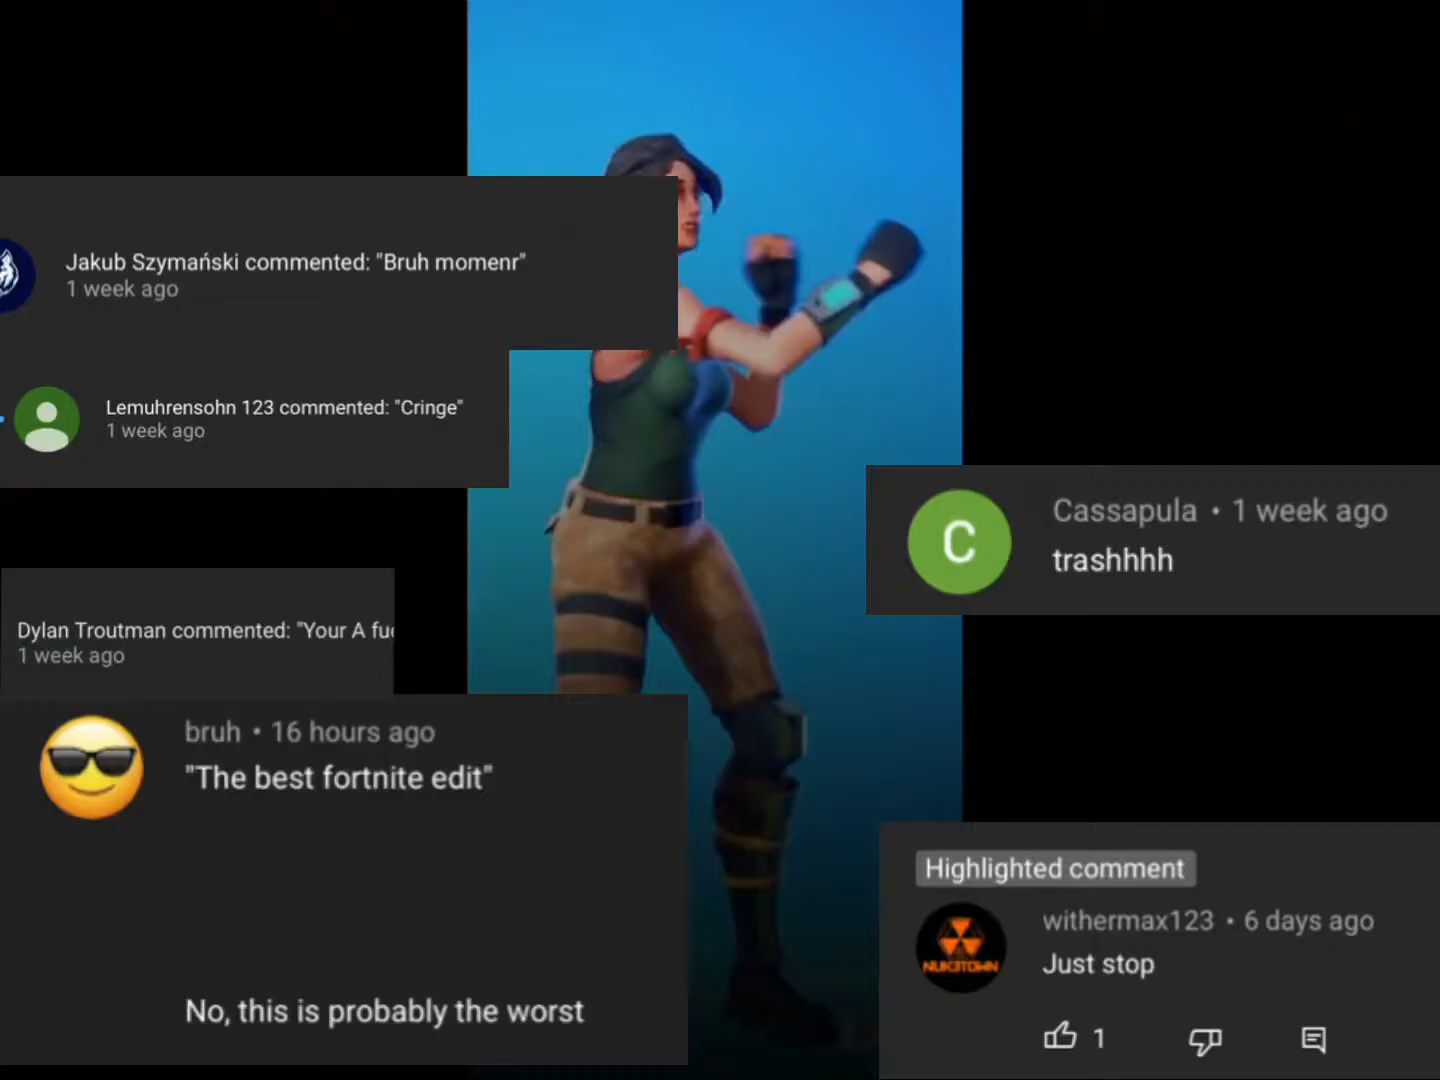 Jakub Szymański commented: "Bruh momenr"
1 week ago
Lemuhrensohn 123 commented: "Cringe"
1 week ago
Cassapula • 1 week ago
trashhhh
Dylan Troutman commented: "Your A fu
1 week ago
bruh • 16 hours ago
"The best fortnite edit"
No, this is probably the worst
Highlighted comment
withermax123 • 6 days ago
NUK3TOWN
Just stop
1